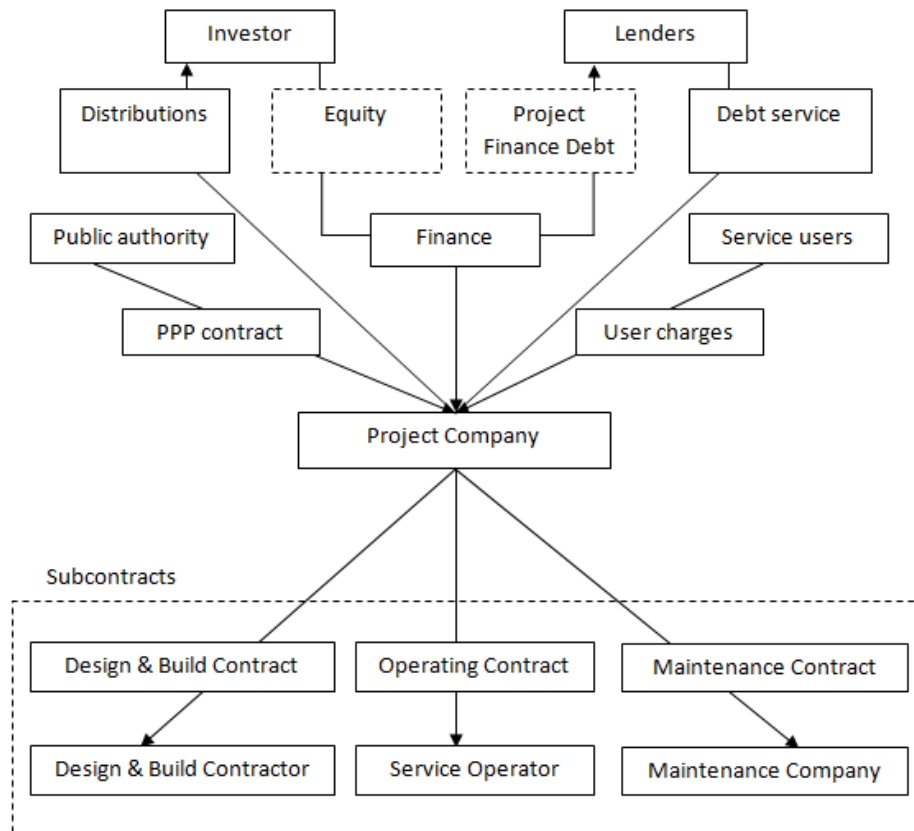 Investor
Lenders
Distributions
Equity
Project
Finance Debt
Debt service
Public authority
Finance
Service users
PPP contract
User charges
Project Company
Subcontracts
Design & Build Contract
Operating Contract
Maintenance Contract
Design & Build Contractor
Service Operator
Maintenance Company